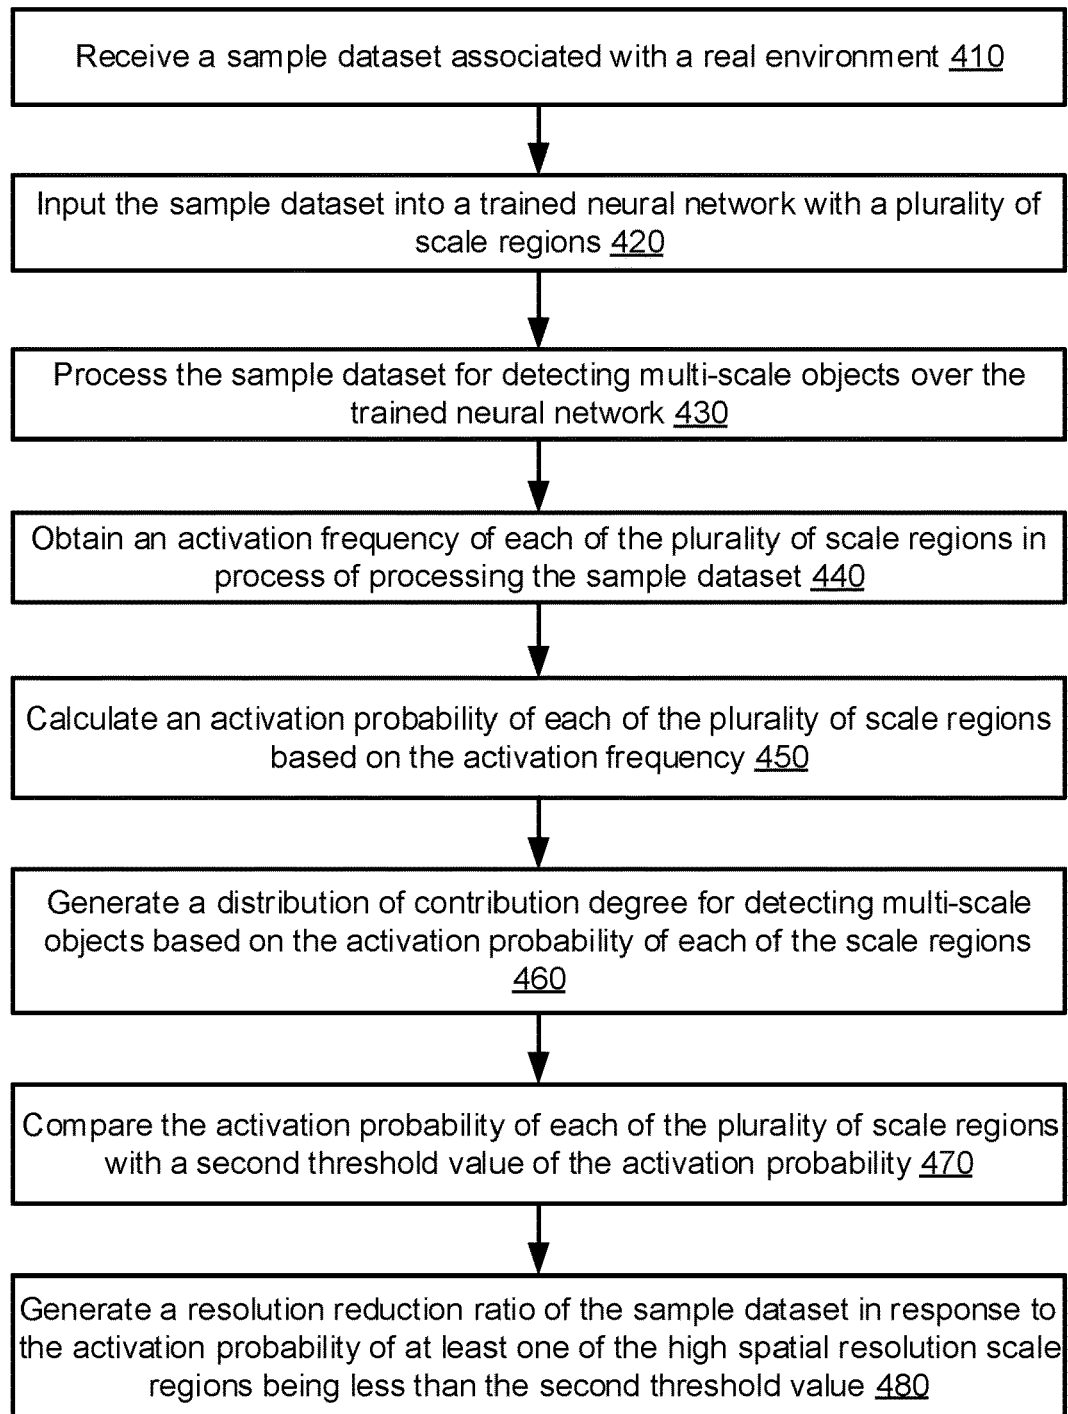 Receive a sample dataset associated with a real environment 410
Input the sample dataset into a trained neural network with a plurality of
scale regions 420
Process the sample dataset for detecting multi-scale objects over the
trained neural network 430
Obtain an activation frequency of each of the plurality of scale regions in
process of processing the sample dataset 440
Calculate an activation probability of each of the plurality of scale regions
based on the activation frequency 450
Generate a distribution of contribution degree for detecting multi-scale
objects based on the activation probability of each of the scale regions
460
Compare the activation probability of each of the plurality of scale regions
with a second threshold value of the activation probability 470
Generate a resolution reduction ratio of the sample dataset in response to
the activation probability of at least one of the high spatial resolution scale
regions being less than the second threshold value 480